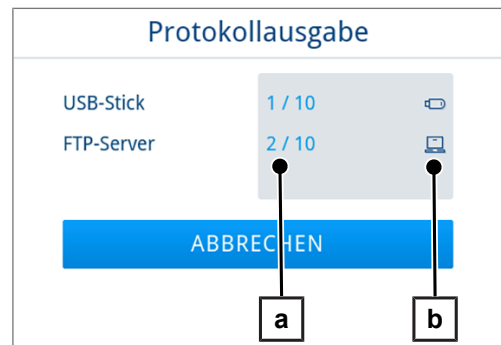 Protokollausgabe
USB-Stick 1 / 10
FTP-Server 2 / 10
ABBRECHEN
a b